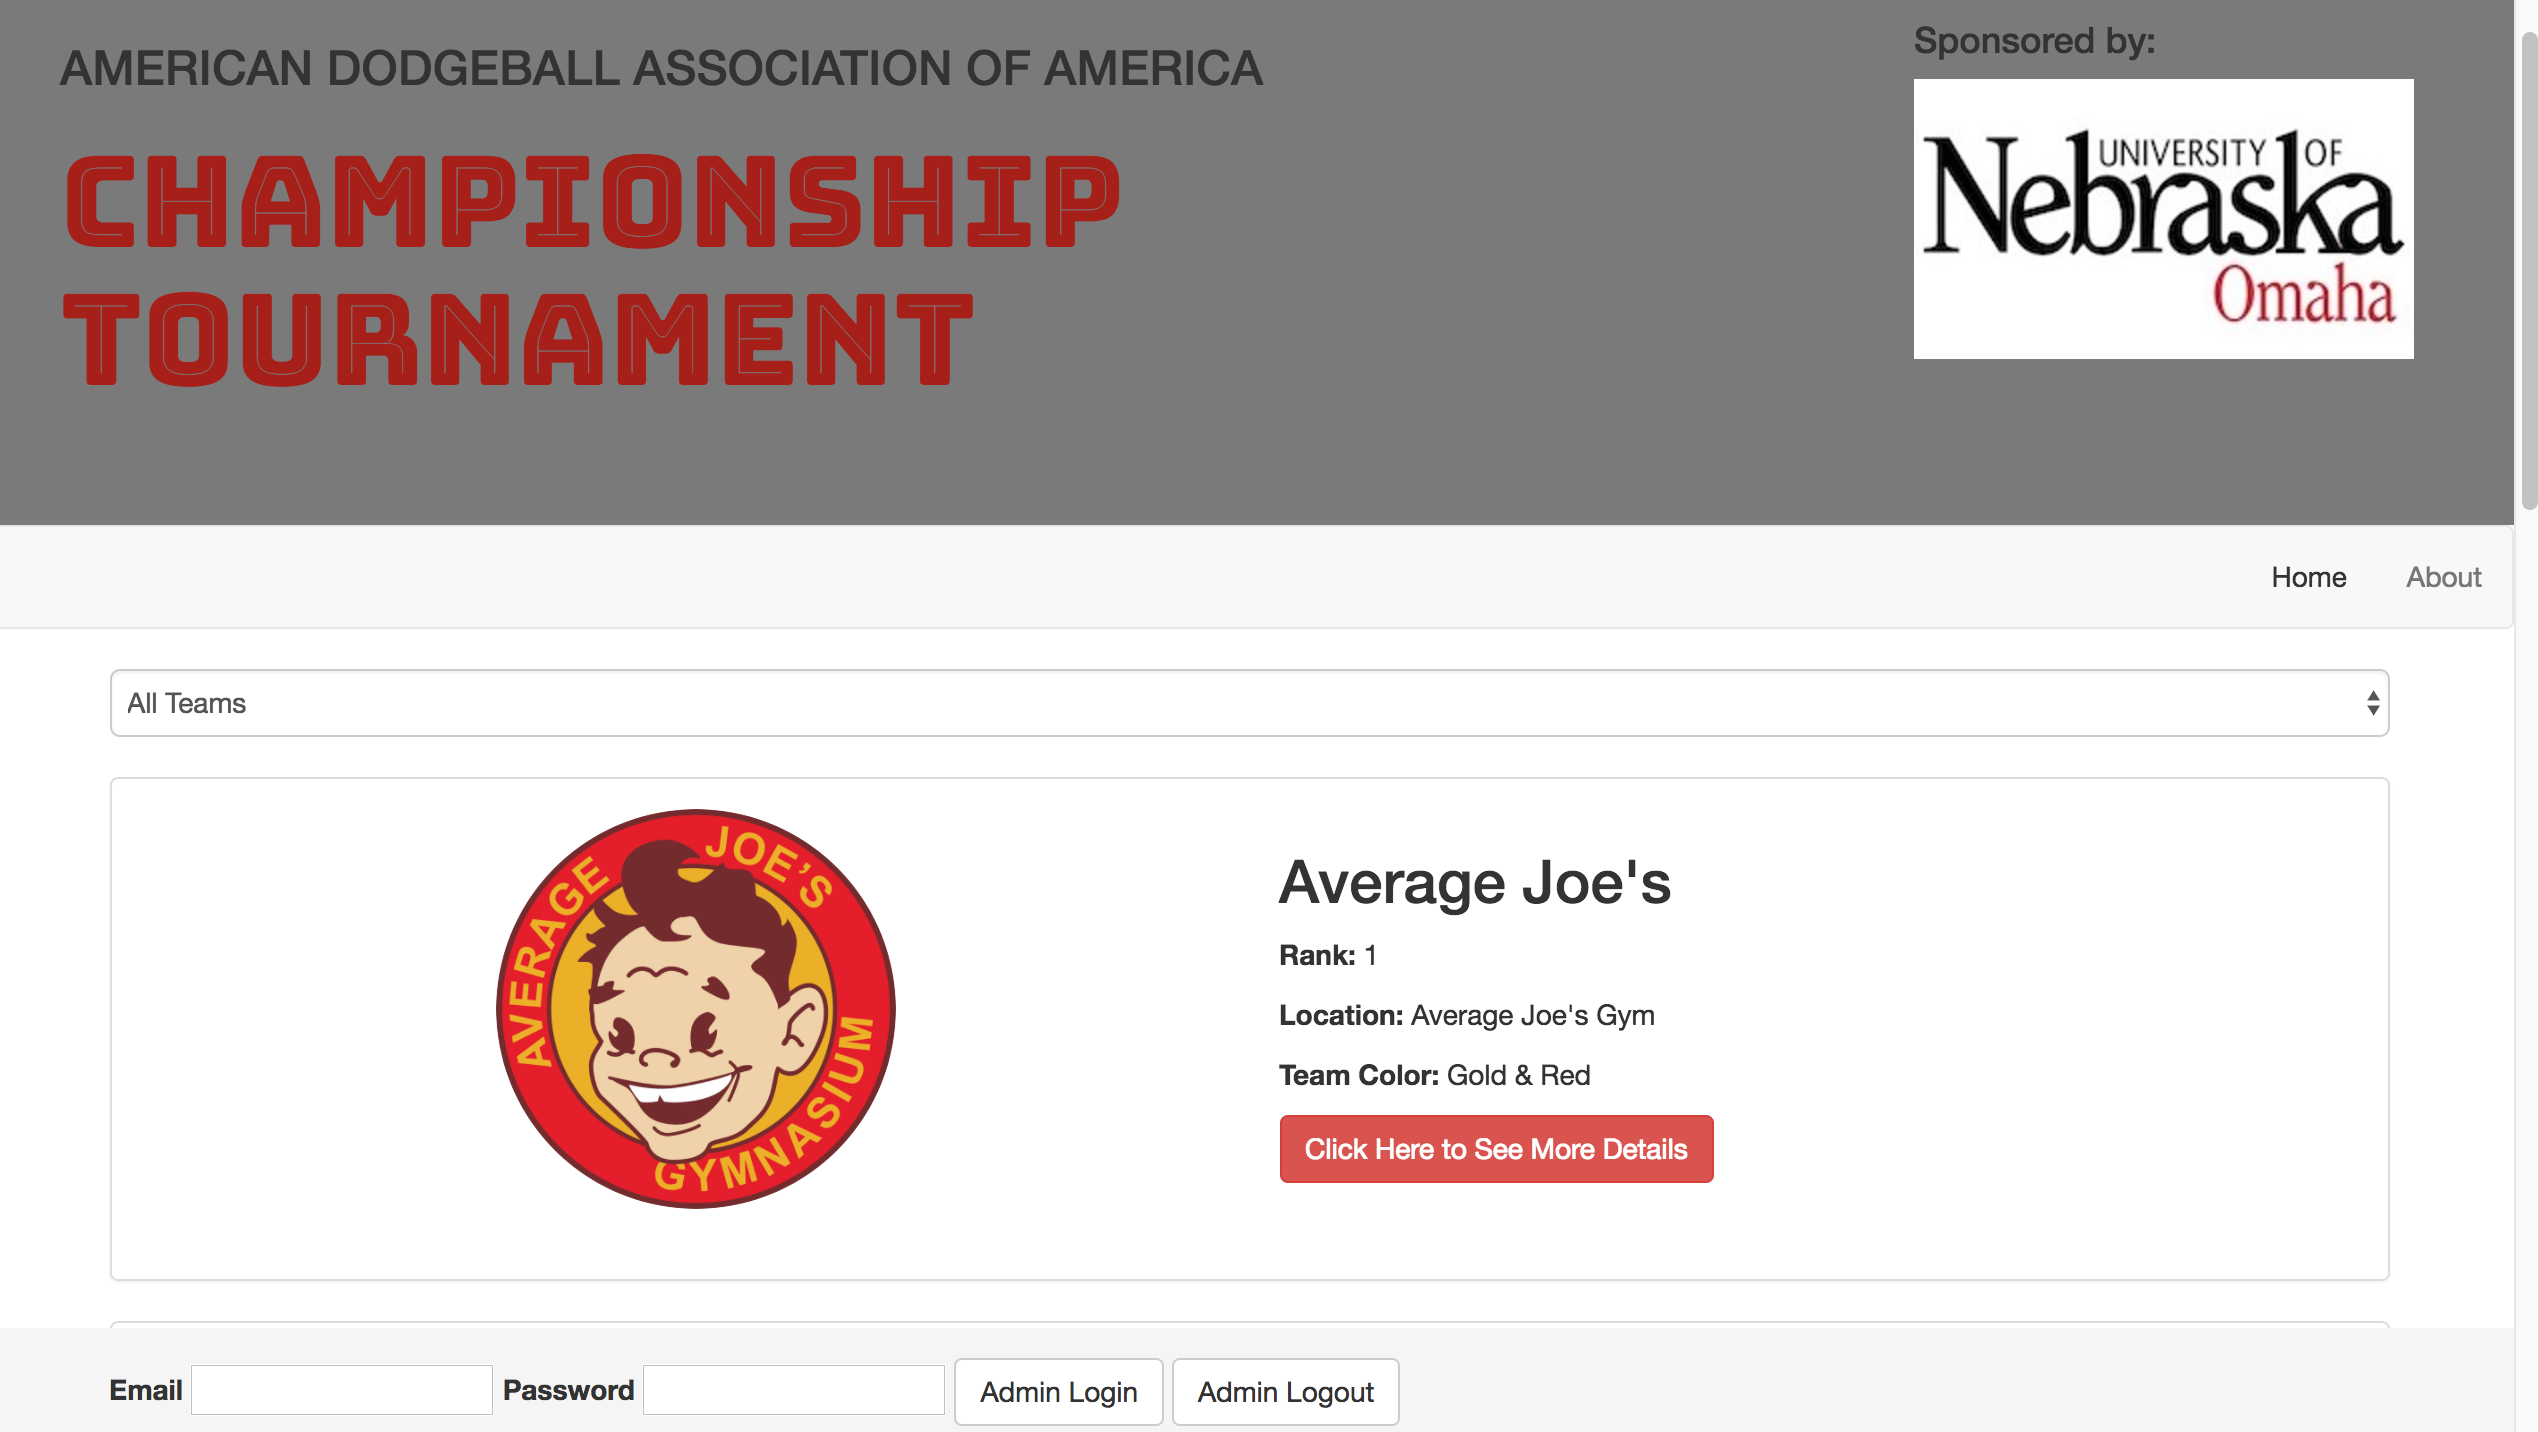 AMERICAN DODGEBALL ASSOCIATION OF AMERICA
CHAMPIONSHIP
TOURNAMENT
Sponsored by:
UNIVERSITY OF
Nebraska
Omaha
Home
About
All Teams
AVERAGE JOE'S
GYMNASIUM
Average Joe's
Rank: 1
Location: Average Joe's Gym
Team Color: Gold & Red
Click Here to See More Details
Email
Password
Admin Login
Admin Logout